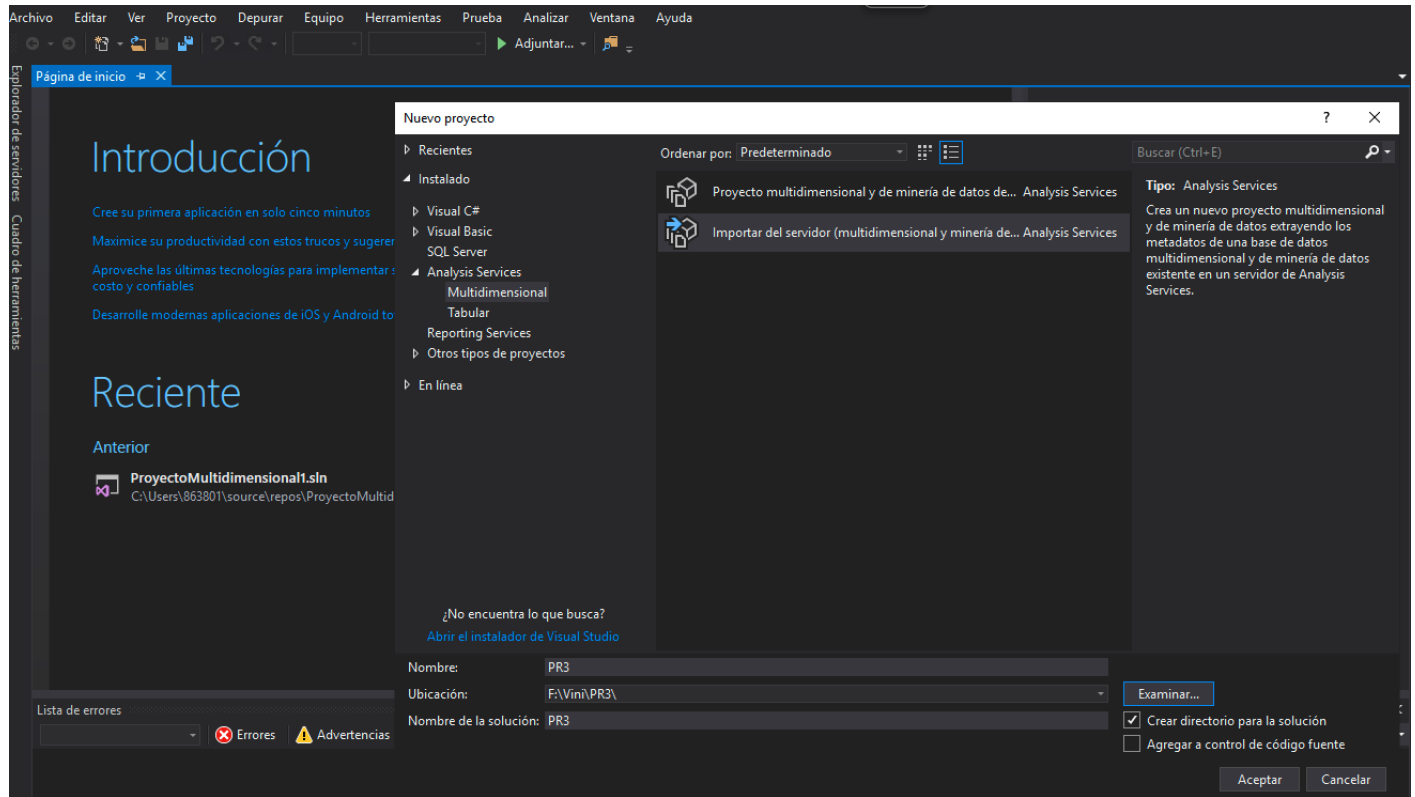 Archivo Editar Ver Proyecto Depurar Equipo Herramientas Prueba Analizar Ventana Ayuda
Adjuntar...
Explorador de servidores
Cuadro de herramientas
Página de inicio
Introducción
Cree su primera aplicación en solo cinco minutos
Maximice su productividad con estos trucos y sugerer
Aproveche las últimas tecnologías para implementar s
costo y confiables
Desarrolle modernas aplicaciones de iOS y Android to
Reciente
Anterior
ProyectoMultidimensional1.sln
C:\Users\863801\source\repos\ProyectoMultid
Lista de errores
Errores
Advertencias
Nuevo proyecto
?
Recientes
Instalado
Visual C#
Visual Basic
SQL Server
Analysis Services
Multidimensional
Tabular
Reporting Services
Otros tipos de proyectos
En línea
¿No encuentra lo que busca?
Abrir el instalador de Visual Studio
Ordenar por: Predeterminado
Proyecto multidimensional y de minería de datos de... Analysis Services
Importar del servidor (multidimensional y minería de... Analysis Services
Buscar (Ctrl+E)
Tipo: Analysis Services
Crea un nuevo proyecto multidimensional
y de minería de datos extrayendo los
metadatos de una base de datos
multidimensional y de minería de datos
existente en un servidor de Analysis
Services.
Nombre: PR3
Ubicación: F:\Vini\PR3\
Examinar...
Nombre de la solución: PR3
Crear directorio para la solución
Agregar a control de código fuente
Aceptar Cancelar